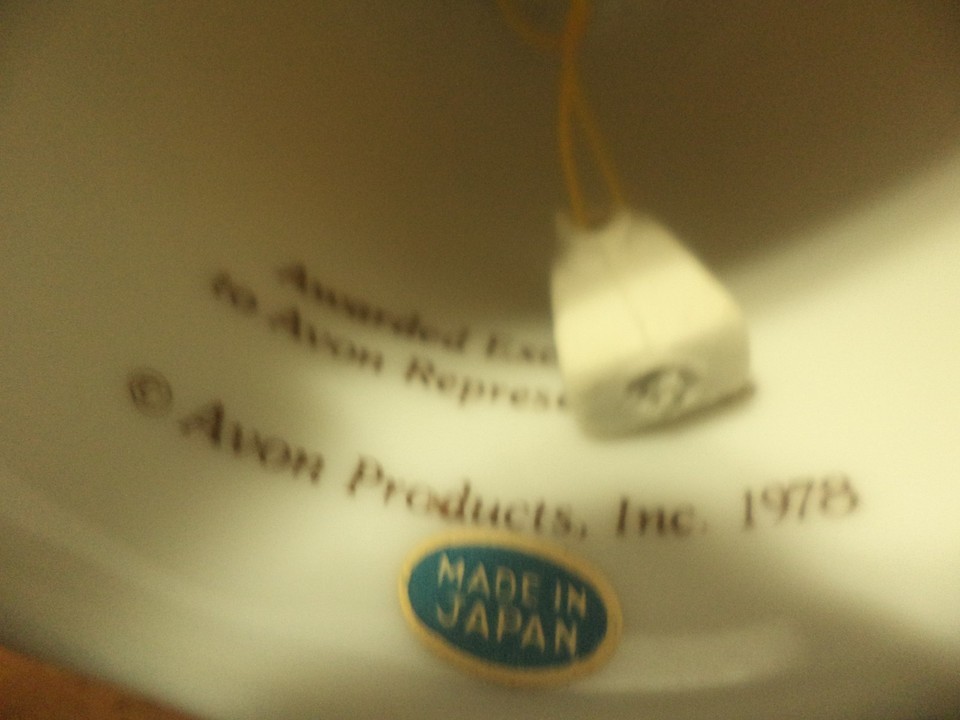 Awarded
to Avon
© Avon Products, Inc. 1978
MADE IN
JAPAN